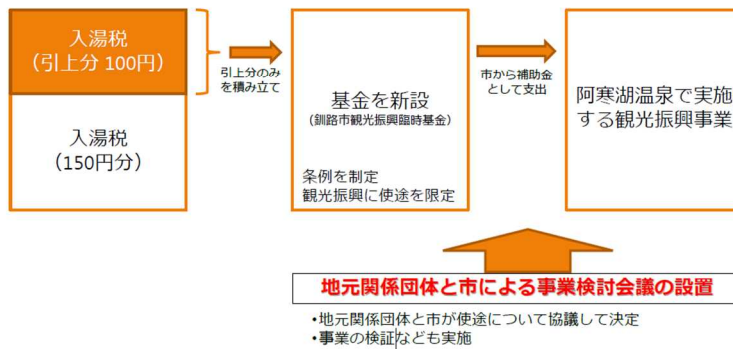 入湯税
(引上分 100円)
入湯税
(150円分)
引上分のみ
を積み立て
基金を新設
(釧路市観光振興臨時基金)
条例を制定
観光振興に使途を限定
市から補助金
として支出
阿寒湖温泉で実施
する観光振興事業
地元関係団体と市による事業検討会議の設置
•地元関係団体と市が使途について協議して決定
•事業の検証なども実施